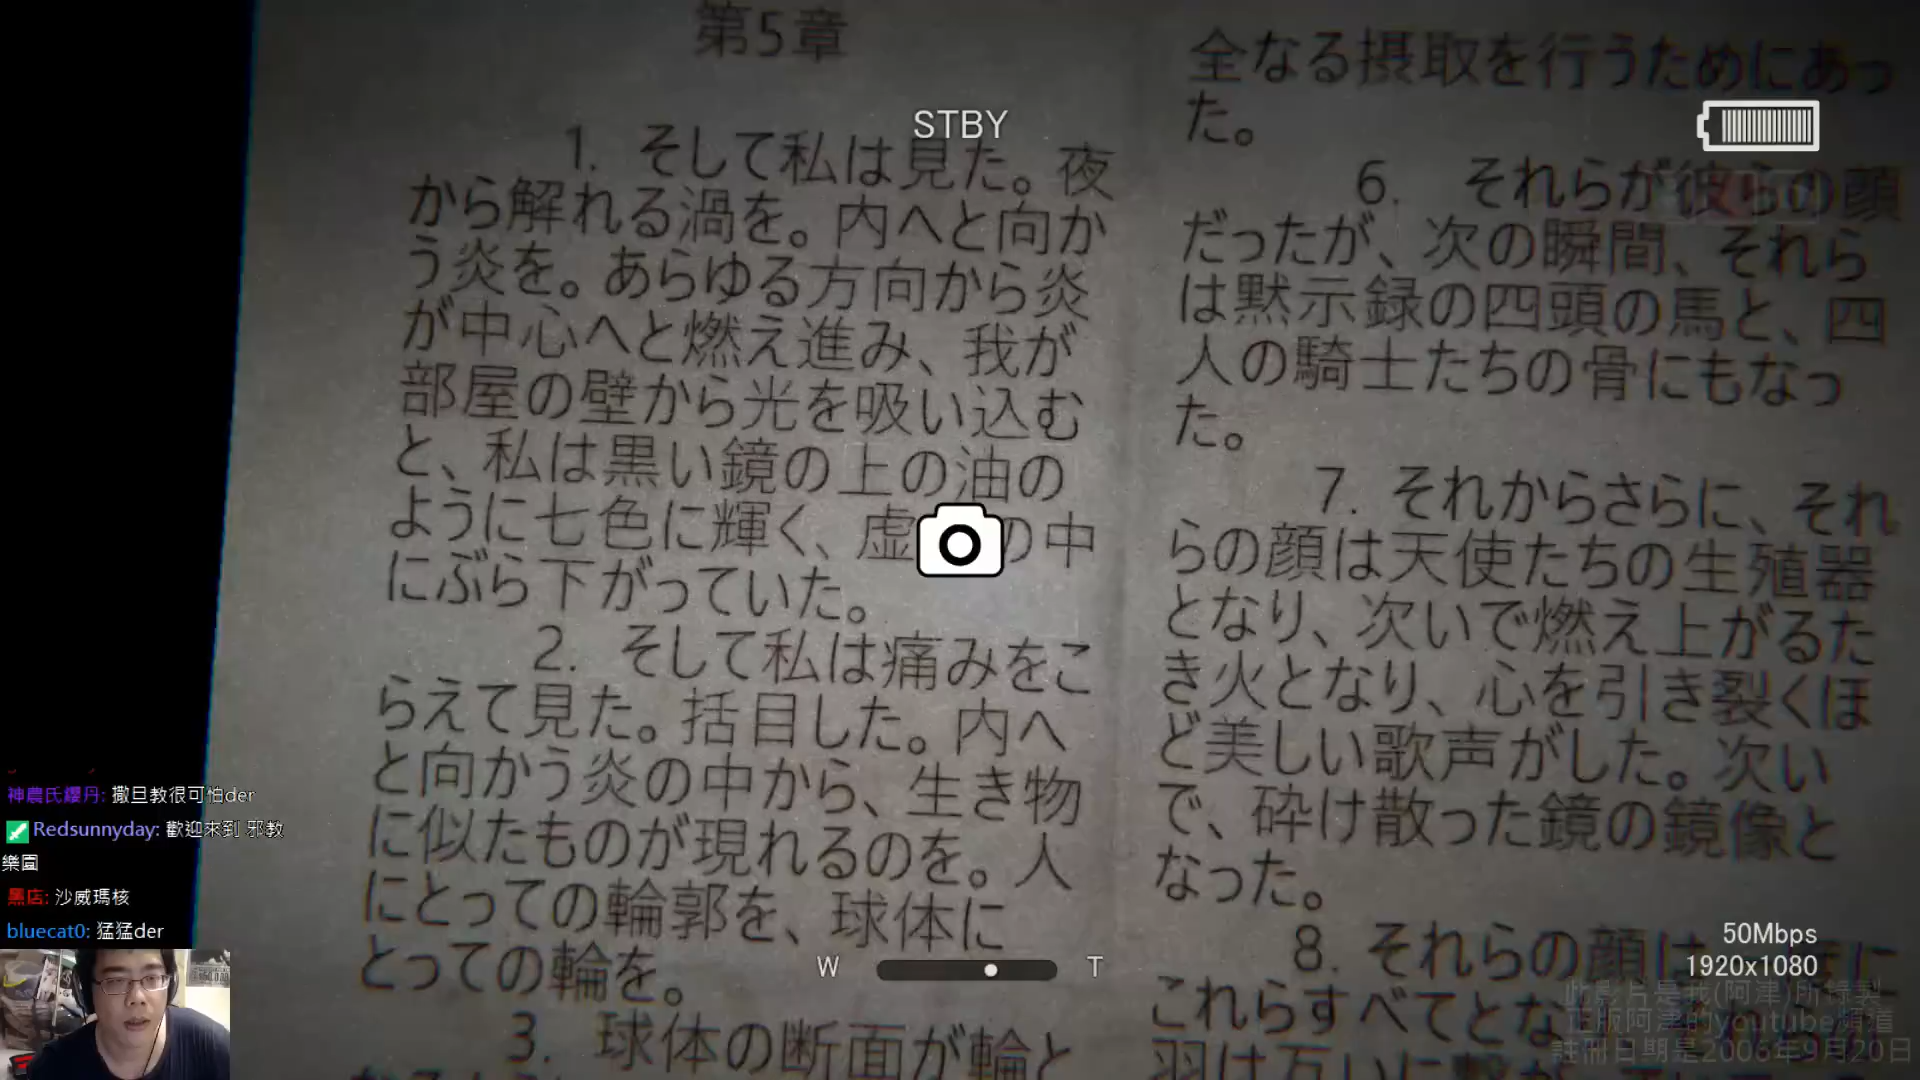 第5章
1. そして私は見た。夜
から解れる渦を。内へと向か
う炎を。あらゆる方向から炎
が中心へと燃え進み、我が
部屋の壁から光を吸い込む
と、私は黒い鏡の上の油の
ように七色に輝く、虚の中
にぶら下がっていた。
2. そして私は痛みをこ
らえて見た。括目した。内へ
と向かう炎の中から、生き物
に似たものが現れるのを。人
にとっての輪郭を、球体に
とっての輪を。
3. 球体の断面が輪と
全なる摂取を行うためにあっ
た。
6. それらが彼らの顔
だったが、次の瞬間、それら
は黙示録の四頭の馬と、四
人の騎士たちの骨にもなっ
た。
7. それからさらに、それ
らの顔は天使たちの生殖器
となり、次いで燃え上がるた
き火となり、心を引き裂くほ
ど美しい歌声がした。次い
で、砕け散った鏡の鏡像と
なった。
8. それらの顔は
これらすべてとな
羽は互いに繋が
STBY
W T
50Mbps
1920x1080
神農氏纓丹: 撒旦教很可怕der
Redsunnyday: 歡迎來到 邪教
樂園
黑店: 沙威瑪核
bluecat0: 猛猛der
此影片是我(阿津)所錄製
正版阿津的youtube頻道
註冊日期是2006年9月20日